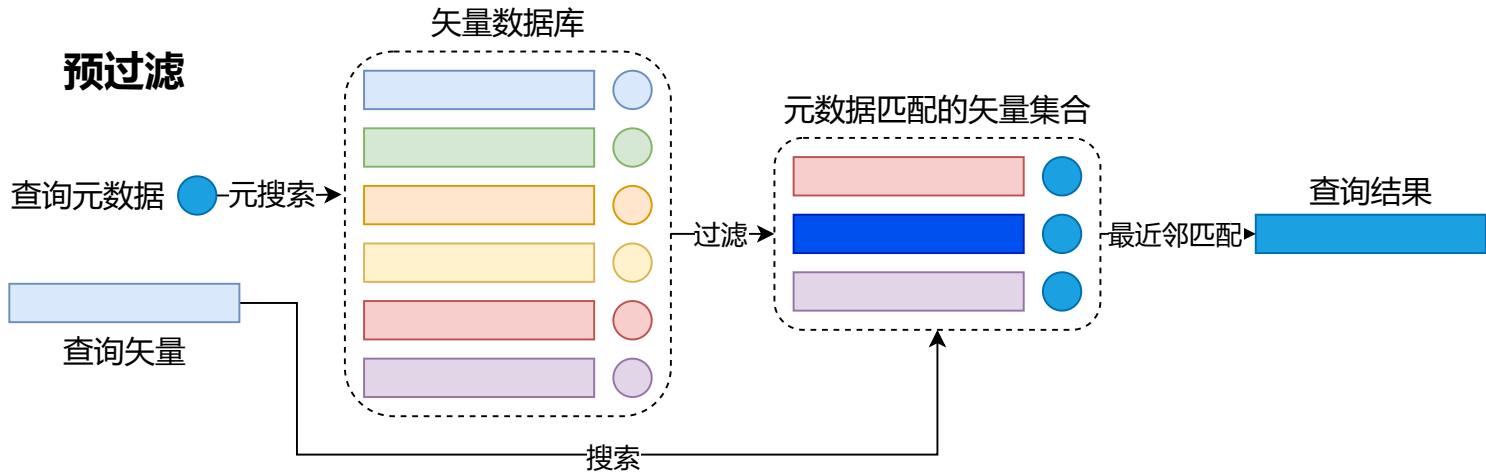 矢量数据库
预过滤
元数据匹配的矢量集合
查询元数据
元搜索
查询结果
过滤
最近邻匹配
查询矢量
搜索